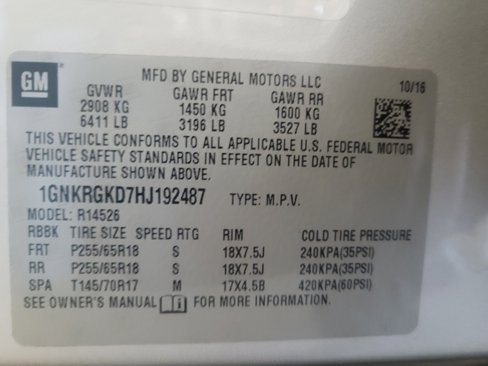 GM
MFD BY GENERAL MOTORS LLC
10/16
GVWR GAWR FRT GAWR RR
2908 KG 1450 KG 1600 KG
6411 LB 3196 LB 3527 LB
THIS VEHICLE CONFORMS TO ALL APPLICABLE U.S. FEDERAL MOTOR
VEHICLE SAFETY STANDARDS IN EFFECT ON THE DATE OF
MANUFACTURE SHOWN ABOVE.
1GNKRGKD7HJ192487 TYPE: M.P.V.
MODEL: R14526
RBBK TIRE SIZE SPEED RTG RIM COLD TIRE PRESSURE
FRT P255/65R18 S 18X7.5J 240KPA(35PSI)
RR P255/65R18 S 18X7.5J 240KPA(35PSI)
SPA T145/70R17 M 17X4.5B 420KPA(60PSI)
SEE OWNER'S MANUAL FOR MORE INFORMATION.